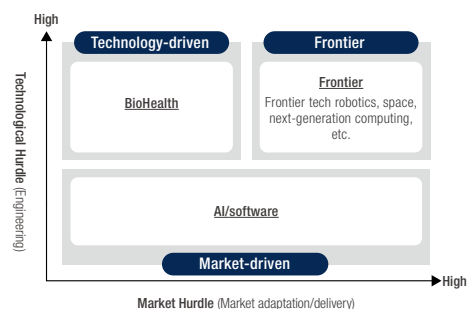 High
Technology-driven
Frontier
BioHealth
Frontier
Frontier tech robotics, space,
next-generation computing,
etc.
Technological Hurdle (Engineering)
AI/software
Market-driven
High
Market Hurdle (Market adaptation/delivery)